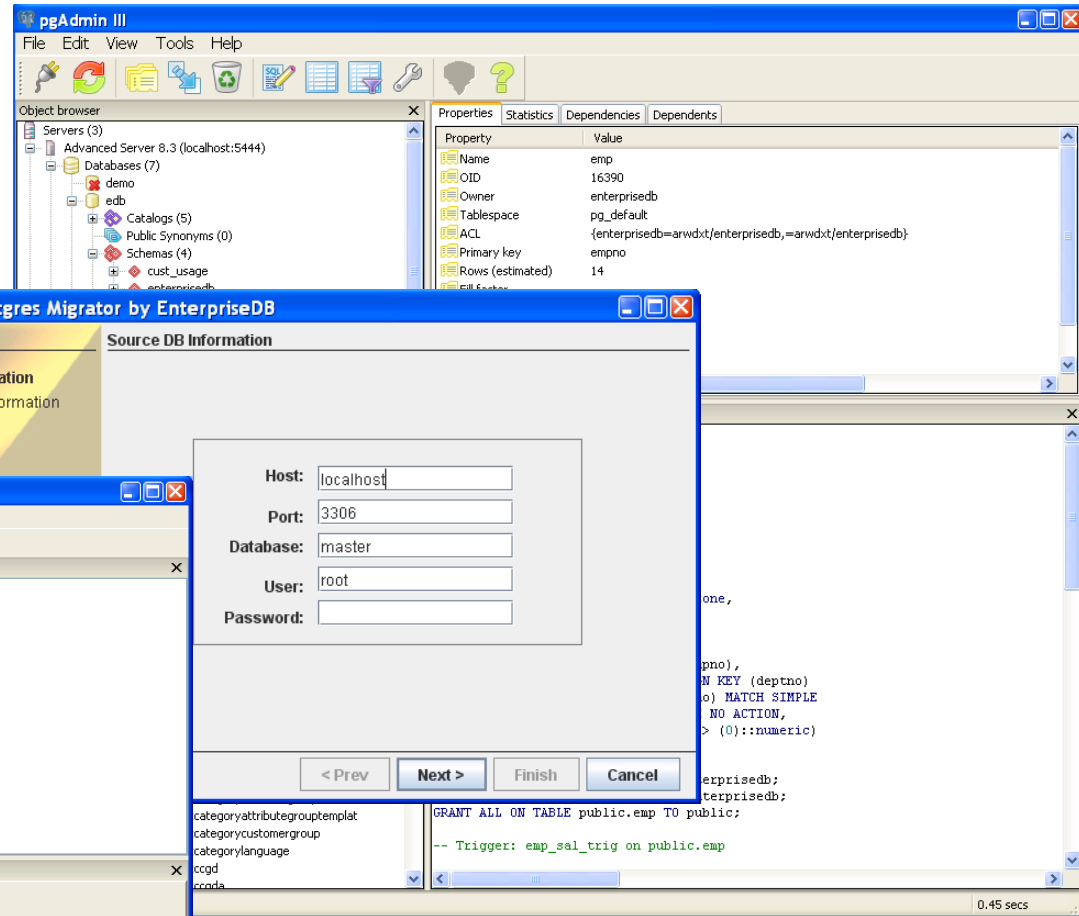 pgAdmin III
File Edit View Tools Help
SQL
Object browser
Servers (3)
Advanced Server 8.3 (localhost:5444)
Databases (7)
demo
edb
Catalogs (5)
Public Synonyms (0)
Schemas (4)
cust_usage
enterprisedb
Properties Statistics Dependencies Dependents
Property Value
Name emp
OID 16390
Owner enterprisedb
Tablespace pg_default
ACL {enterprisedb=arwdxt/enterprisedb,=arwdxt/enterprisedb}
Primary key empno
Rows (estimated) 14
Fill factor
tgres Migrator by EnterpriseDB
Source DB Information
ation
ormation
Host: localhost
Port: 3306
Database: master
User: root
Password:
< Prev Next > Finish Cancel
one,
pno),
N KEY (deptno)
o) MATCH SIMPLE
NO ACTION,
> (0)::numeric)
erprisedb;
terprisedb;
GRANT ALL ON TABLE public.emp TO public;
-- Trigger: emp_sal_trig on public.emp
categoryattributegrouptemplat
categorycustomergroup
categorylanguage
ccgd
ccgda
0.45 secs